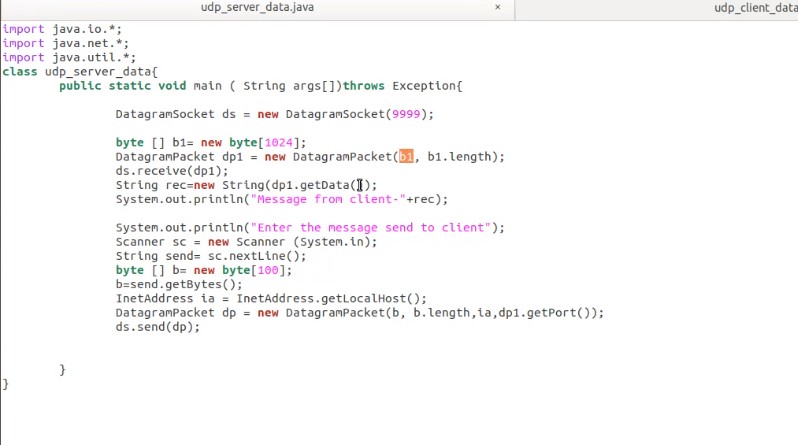 udp_server_data.java × udp_client_data
import java.io.*;
import java.net.*;
import java.util.*;
class udp_server_data{
public static void main ( String args[])throws Exception{
DatagramSocket ds = new DatagramSocket(9999);
byte [] b1= new byte[1024];
DatagramPacket dp1 = new DatagramPacket(b1, b1.length);
ds.receive(dp1);
String rec=new String(dp1.getData());
System.out.println("Message from client-"+rec);
System.out.println("Enter the message send to client");
Scanner sc = new Scanner (System.in);
String send= sc.nextLine();
byte [] b= new byte[100];
b=send.getBytes();
InetAddress ia = InetAddress.getLocalHost();
DatagramPacket dp = new DatagramPacket(b, b.length,ia,dp1.getPort());
ds.send(dp);
}
}